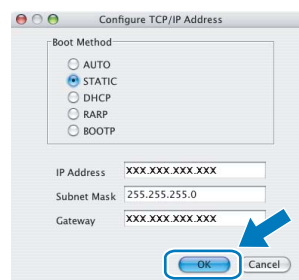 Configure TCP/IP Address
Boot Method
AUTO
STATIC
DHCP
RARP
BOOTP
IP Address XXX.XXX.XXX.XXX
Subnet Mask 255.255.255.0
Gateway XXX.XXX.XXX.XXX
OK Cancel